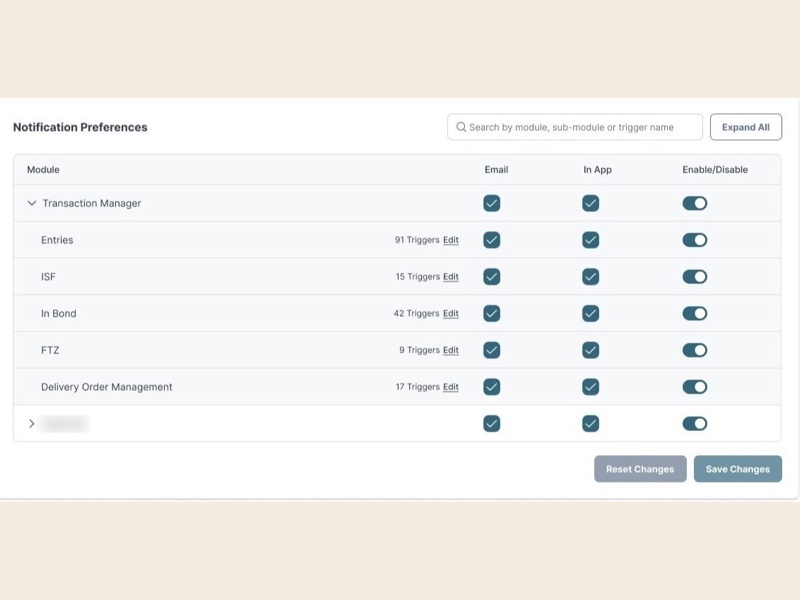 Notification Preferences
Search by module, sub-module or trigger name
Expand All
Module Email In App Enable/Disable
Transaction Manager
Entries 91 Triggers Edit
ISF 15 Triggers Edit
In Bond 42 Triggers Edit
FTZ 9 Triggers Edit
Delivery Order Management 17 Triggers Edit
Reset Changes Save Changes